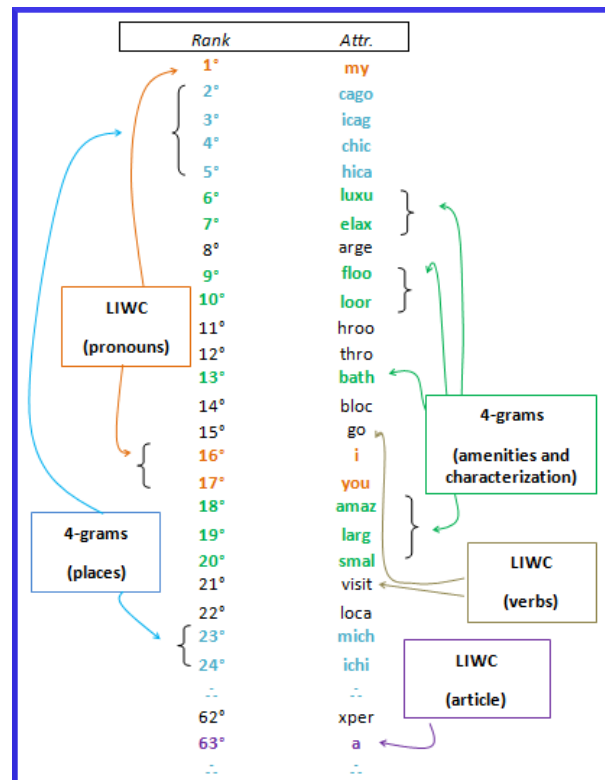 Rank Attr.
1° my
2° cago
3° icag
4° chic
5° hica
6° luxu
7° elax
8° arge
9° floo
10° loor
11° hroo
12° thro
13° bath
14° bloc
15° go
16° i
17° you
18° amaz
19° larg
20° smal
21° visit
22° loca
23° mich
24° ichi
62° xper
63° a
LIWC
(pronouns)
4-grams
(places)
4-grams
(amenities and
characterization)
LIWC
(verbs)
LIWC
(article)